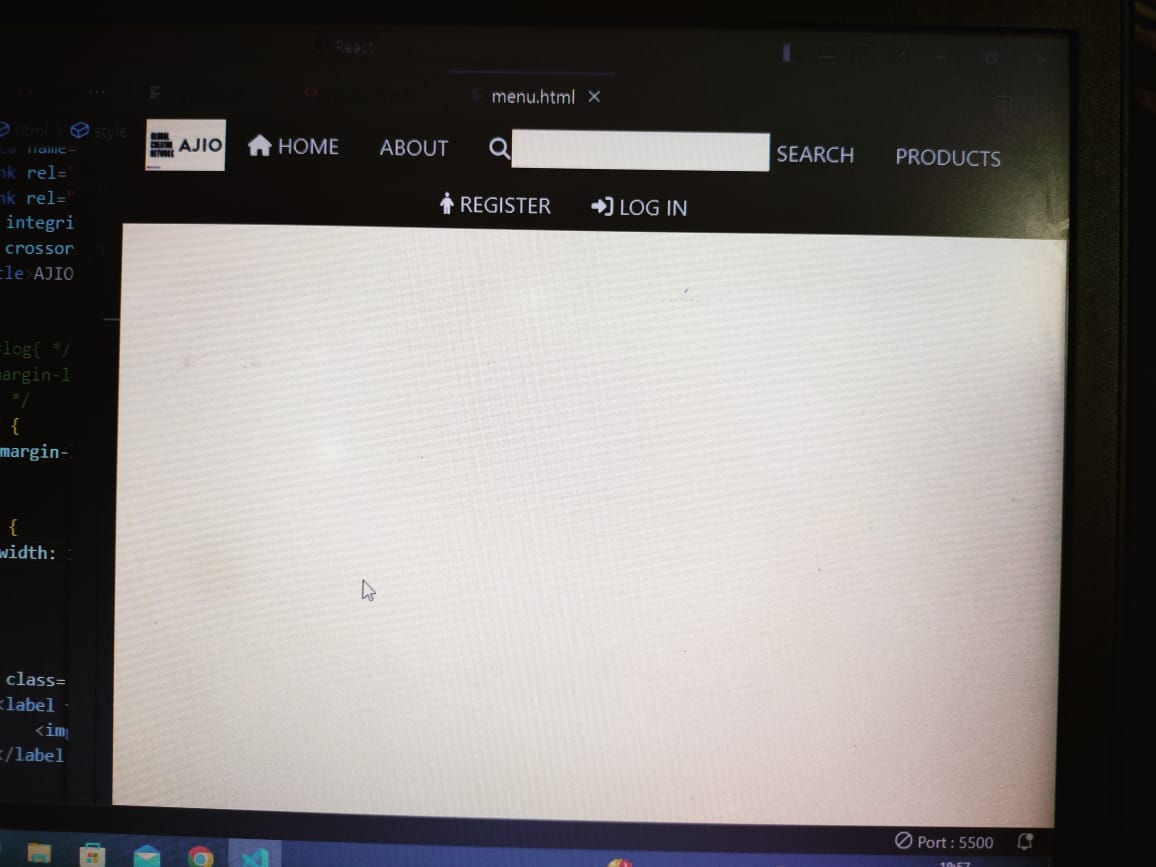 React
menu.html ×
html
style
name=
nk rel="
nk rel="
integri
crossor
tle>AJIO
log{ */
margin-l
*/
{
margin-
{
width:
class=
<label
<im
</label
AJIO
HOME
ABOUT
SEARCH
PRODUCTS
REGISTER
LOG IN
Port : 5500